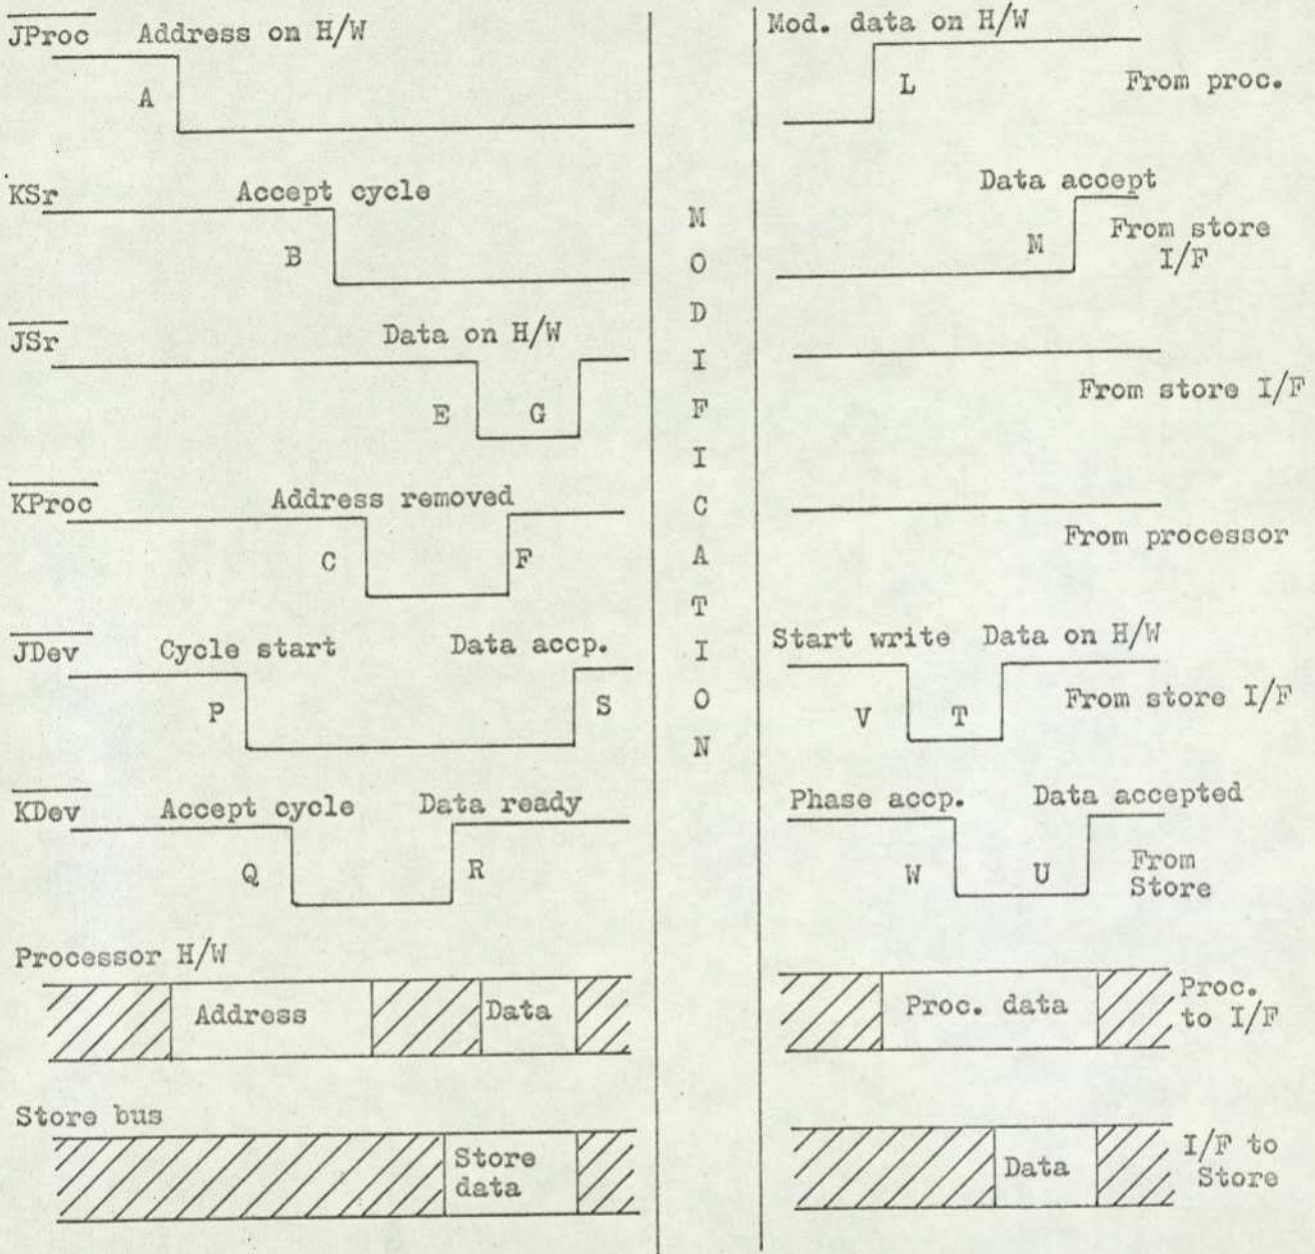 JProc Address on H/W
A
KSr Accept cycle
B
JSr Data on H/W
E G
KProc Address removed
C F
JDev Cycle start Data accp.
P S
KDev Accept cycle Data ready
Q R
Processor H/W
Address Data
Store bus
Store
data
M
O
D
I
F
I
C
A
T
I
O
N
Mod. data on H/W
L From proc.
Data accept
M From store
I/F
From store I/F
From processor
Start write Data on H/W
V T From store I/F
Phase accp. Data accepted
W U From
Store
Proc. data Proc.
to I/F
Data I/F to
Store